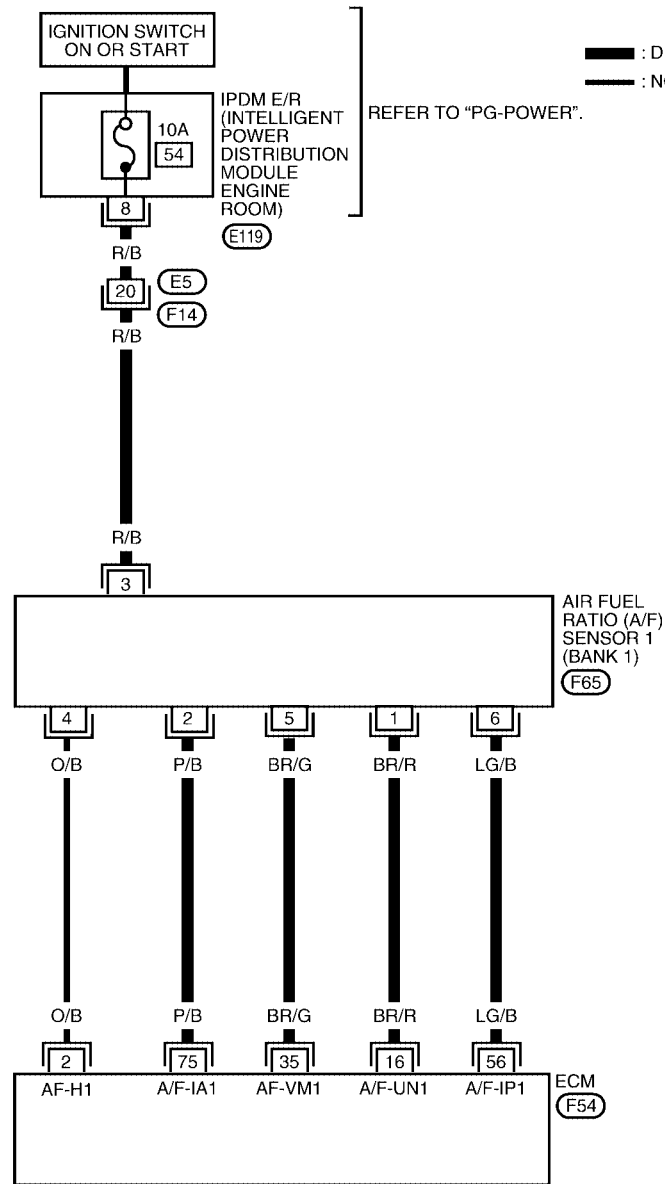 IGNITION SWITCH
ON OR START
: D
: N
IPDM E/R
(INTELLIGENT
POWER
DISTRIBUTION
MODULE
ENGINE
ROOM)
REFER TO “PG-POWER”.
10A
54
8
E119
R/B
20
E5
F14
R/B
R/B
3
AIR FUEL
RATIO (A/F)
SENSOR 1
(BANK 1)
F65
4 2 5 1 6
O/B P/B BR/G BR/R LG/B
O/B P/B BR/G BR/R LG/B
2 75 35 16 56
AF-H1 A/F-IA1 AF-VM1 A/F-UN1 A/F-IP1
ECM
F54